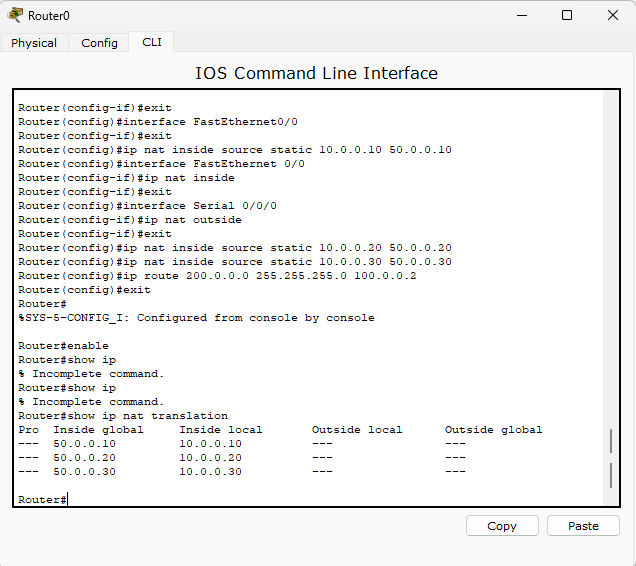 Router0
Physical Config CLI
IOS Command Line Interface
Router(config-if)#exit
Router(config)#interface FastEthernet0/0
Router(config-if)#exit
Router(config)#ip nat inside source static 10.0.0.10 50.0.0.10
Router(config)#interface FastEthernet 0/0
Router(config-if)#ip nat inside
Router(config-if)#exit
Router(config)#interface Serial 0/0/0
Router(config-if)#ip nat outside
Router(config-if)#exit
Router(config)#ip nat inside source static 10.0.0.20 50.0.0.20
Router(config)#ip nat inside source static 10.0.0.30 50.0.0.30
Router(config)#ip route 200.0.0.0 255.255.255.0 100.0.0.2
Router(config)#exit
Router#
%SYS-5-CONFIG_I: Configured from console by console
Router#enable
Router#show ip
% Incomplete command.
Router#show ip
% Incomplete command.
Router#show ip nat translation
Pro  Inside global     Inside local       Outside local      Outside global
---  50.0.0.10         10.0.0.10          ---                ---
---  50.0.0.20         10.0.0.20          ---                ---
---  50.0.0.30         10.0.0.30          ---                ---
Router#
Copy Paste